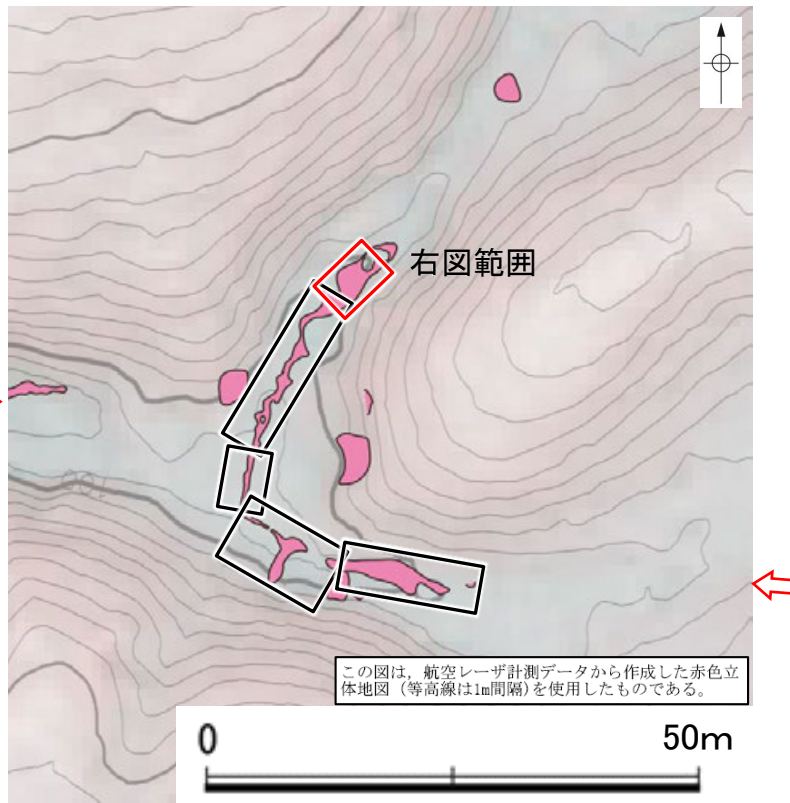 右図範囲
この図は，航空レーザ計測データから作成した赤色立
体地図（等高線は1m間隔）を使用したものである。
0 50m